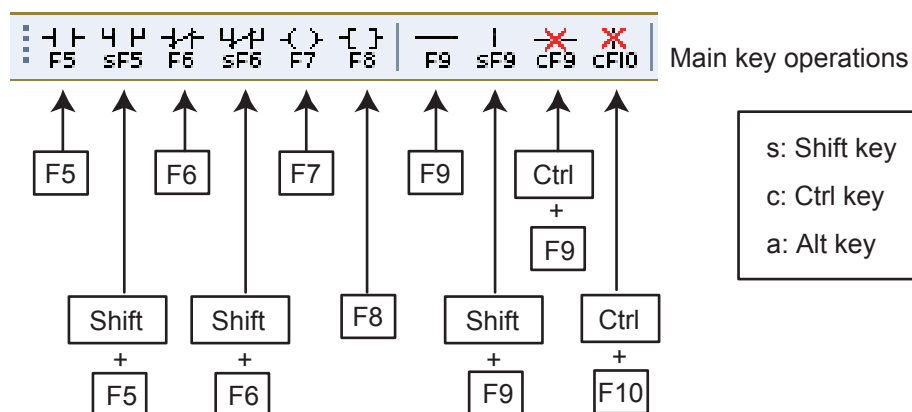 F5 sF5 F6 sF6 F7 F8 F9 sF9 cF9 cF10
Main key operations
F5 F6 F7 F9 Ctrl
+
F9
s: Shift key
c: Ctrl key
a: Alt key
Shift Shift F8 Shift Ctrl
+ + + +
F5 F6 F9 F10